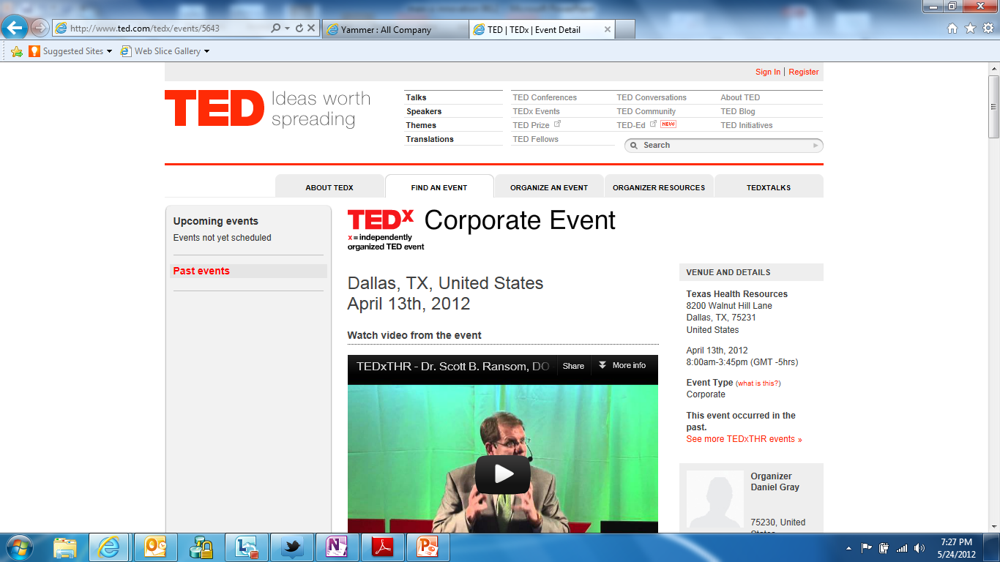 http://www.ted.com/tedx/events/5643
Yammer : All Company
TED | TEDx | Event Detail
Suggested Sites
Web Slice Gallery
Sign In | Register
TED Ideas worth
spreading
Talks
Speakers
Themes
Translations
TED Conferences
TEDx Events
TED Prize
TED Fellows
TED Conversations
TED Community
TED-Ed NEW
About TED
TED Blog
TED Initiatives
Search
ABOUT TEDX
FIND AN EVENT
ORGANIZE AN EVENT
ORGANIZER RESOURCES
TEDXTALKS
Upcoming events
Events not yet scheduled
Past events
TEDx Corporate Event
x = independently
organized TED event
Dallas, TX, United States
April 13th, 2012
Watch video from the event
TEDxTHR - Dr. Scott B. Ransom, DO
Share
More info
VENUE AND DETAILS
Texas Health Resources
8200 Walnut Hill Lane
Dallas, TX, 75231
United States
April 13th, 2012
8:00am-3:45pm (GMT -5hrs)
Event Type (what is this?)
Corporate
This event occurred in the
past.
See more TEDxTHR events »
Organizer
Daniel Gray
75230, United
States
7:27 PM
5/24/2012